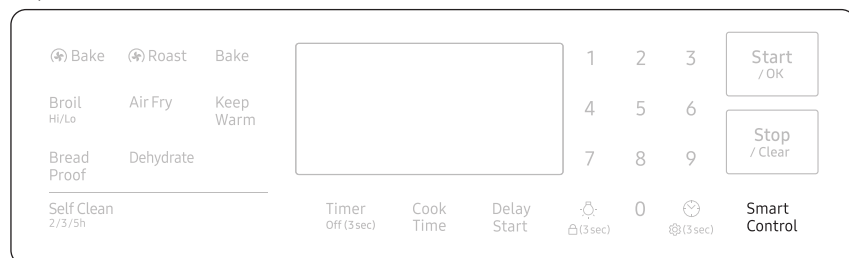 Bake Roast Bake
Broil Air Fry Keep
Hi/Lo Warm
Bread Dehydrate
Proof
Self Clean
2/3/5h
1 2 3
4 5 6
7 8 9
0
Timer Cook Delay
Off (3 sec) Time Start
(3 sec) (3 sec)
Start
/ OK
Stop
/ Clear
Smart
Control